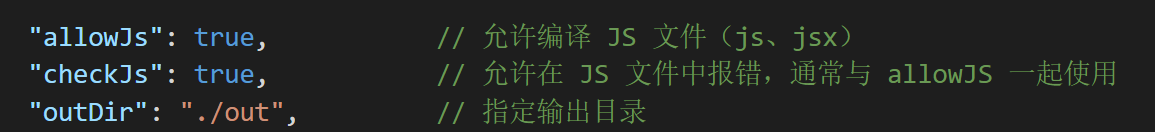 "allowJs": true,                // 允许编译 JS 文件（js、jsx）
"checkJs": true,                // 允许在 JS 文件中报错，通常与 allowJS 一起使用
"outDir": "./out",              // 指定输出目录